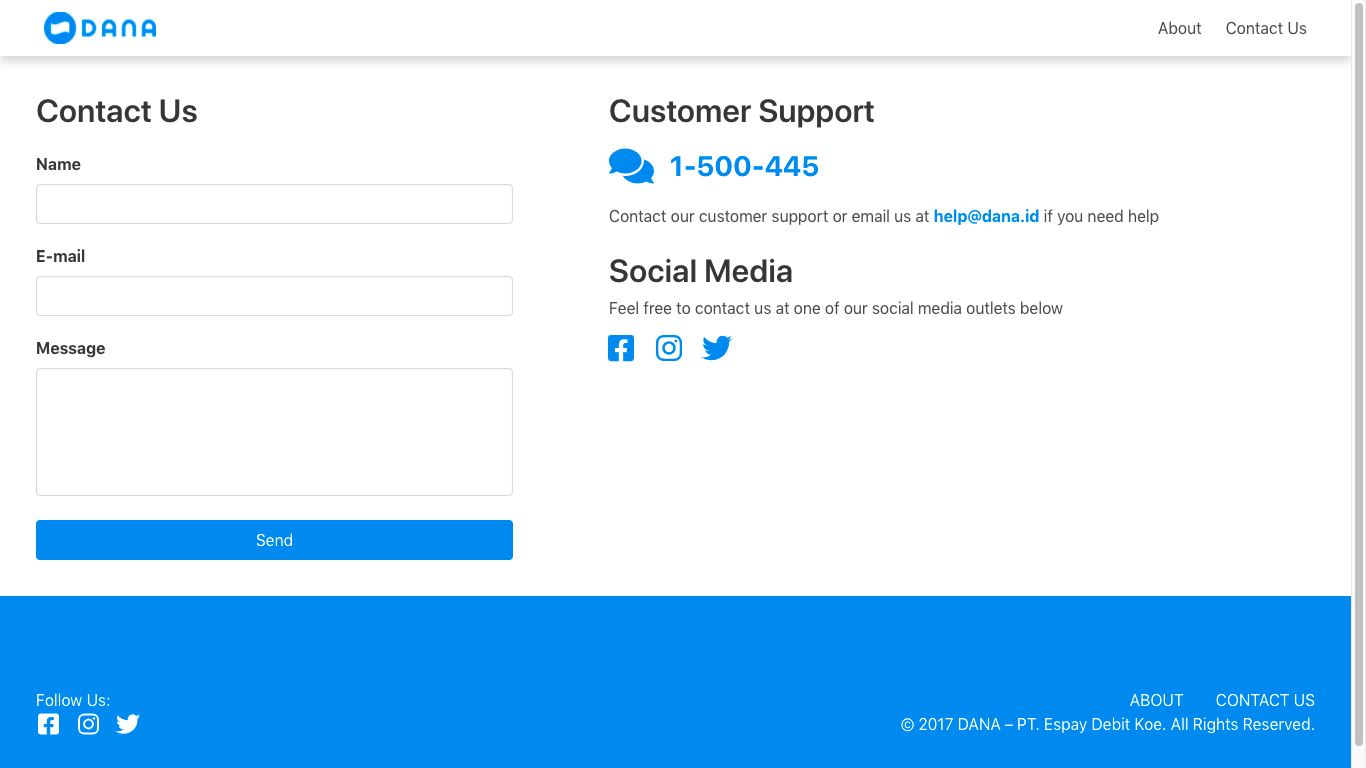 DANA
About Contact Us
Contact Us
Name
E-mail
Message
Send
Customer Support
1-500-445
Contact our customer support or email us at help@dana.id if you need help
Social Media
Feel free to contact us at one of our social media outlets below
Follow Us:
ABOUT CONTACT US
© 2017 DANA – PT. Espay Debit Koe. All Rights Reserved.